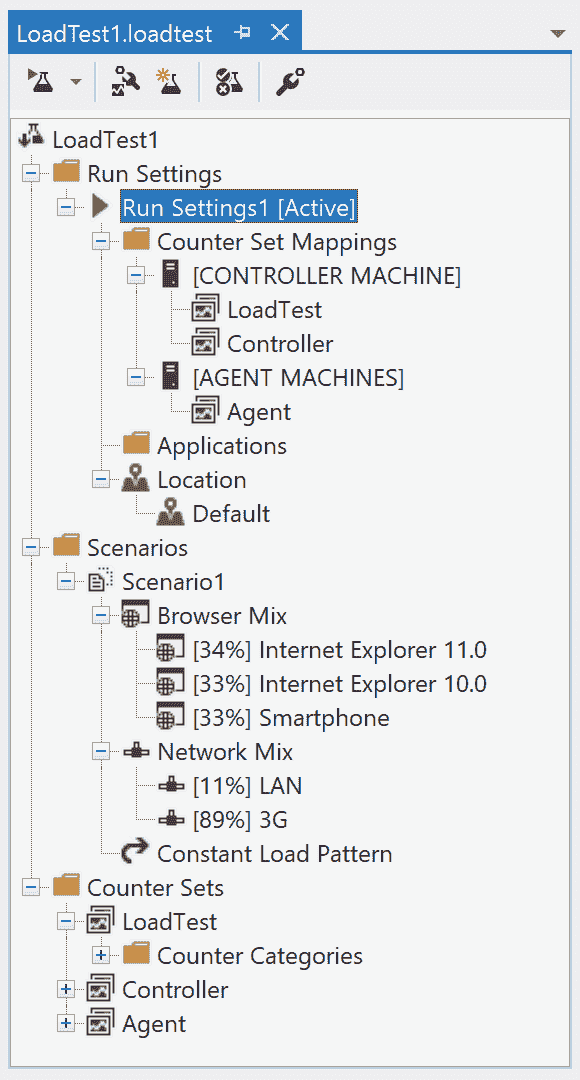 LoadTest1.loadtest
LoadTest1
Run Settings
Run Settings1 [Active]
Counter Set Mappings
[CONTROLLER MACHINE]
LoadTest
Controller
[AGENT MACHINES]
Agent
Applications
Location
Default
Scenarios
Scenario1
Browser Mix
[34%] Internet Explorer 11.0
[33%] Internet Explorer 10.0
[33%] Smartphone
Network Mix
[11%] LAN
[89%] 3G
Constant Load Pattern
Counter Sets
LoadTest
Counter Categories
Controller
Agent